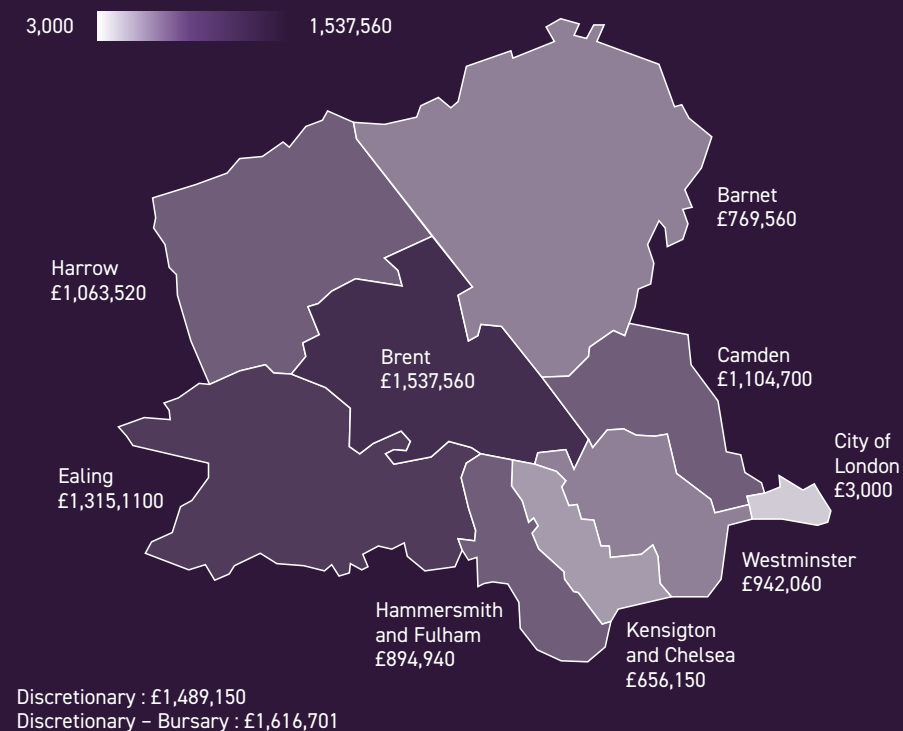 3,000 1,537,560
Barnet
£769,560
Harrow
£1,063,520
Brent
£1,537,560
Camden
£1,104,700
City of
London
£3,000
Ealing
£1,315,1100
Westminster
£942,060
Hammersmith
and Fulham
£894,940
Kensigton
and Chelsea
£656,150
Discretionary : £1,489,150
Discretionary – Bursary : £1,616,701